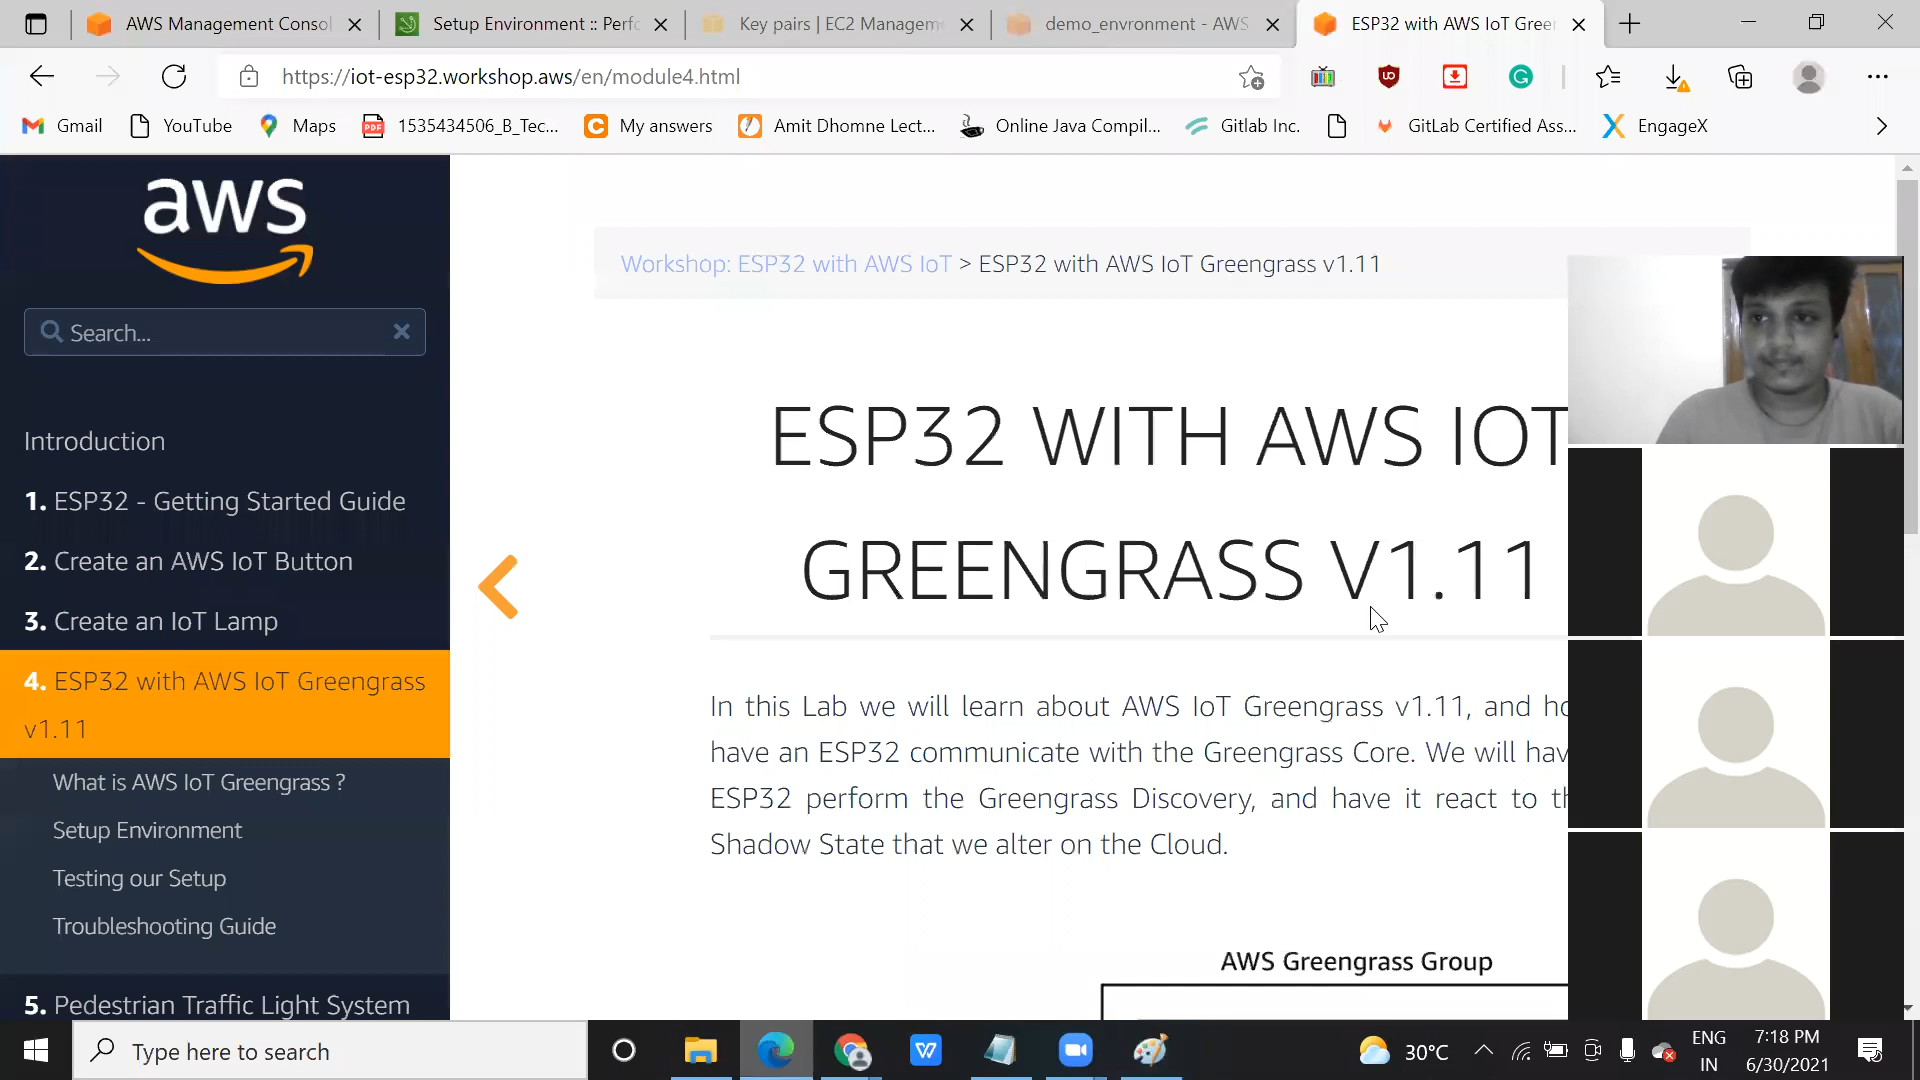 AWS Management Consol
Setup Environment :: Perfo
Key pairs | EC2 Managem
demo_envronment - AWS
ESP32 with AWS IoT Green
https://iot-esp32.workshop.aws/en/module4.html
Gmail
YouTube
Maps
1535434506_B_Tec...
My answers
Amit Dhomne Lect...
Online Java Compil...
Gitlab Inc.
GitLab Certified Ass...
EngageX
aws
Search...
Introduction
1. ESP32 - Getting Started Guide
2. Create an AWS IoT Button
3. Create an IoT Lamp
4. ESP32 with AWS IoT Greengrass
v1.11
What is AWS IoT Greengrass ?
Setup Environment
Testing our Setup
Troubleshooting Guide
5. Pedestrian Traffic Light System
Workshop: ESP32 with AWS IoT > ESP32 with AWS IoT Greengrass v1.11
ESP32 WITH AWS IOT
GREENGRASS V1.11
In this Lab we will learn about AWS IoT Greengrass v1.11, and ho
have an ESP32 communicate with the Greengrass Core. We will hav
ESP32 perform the Greengrass Discovery, and have it react to th
Shadow State that we alter on the Cloud.
AWS Greengrass Group
Type here to search
30°C
ENG
IN
7:18 PM
6/30/2021